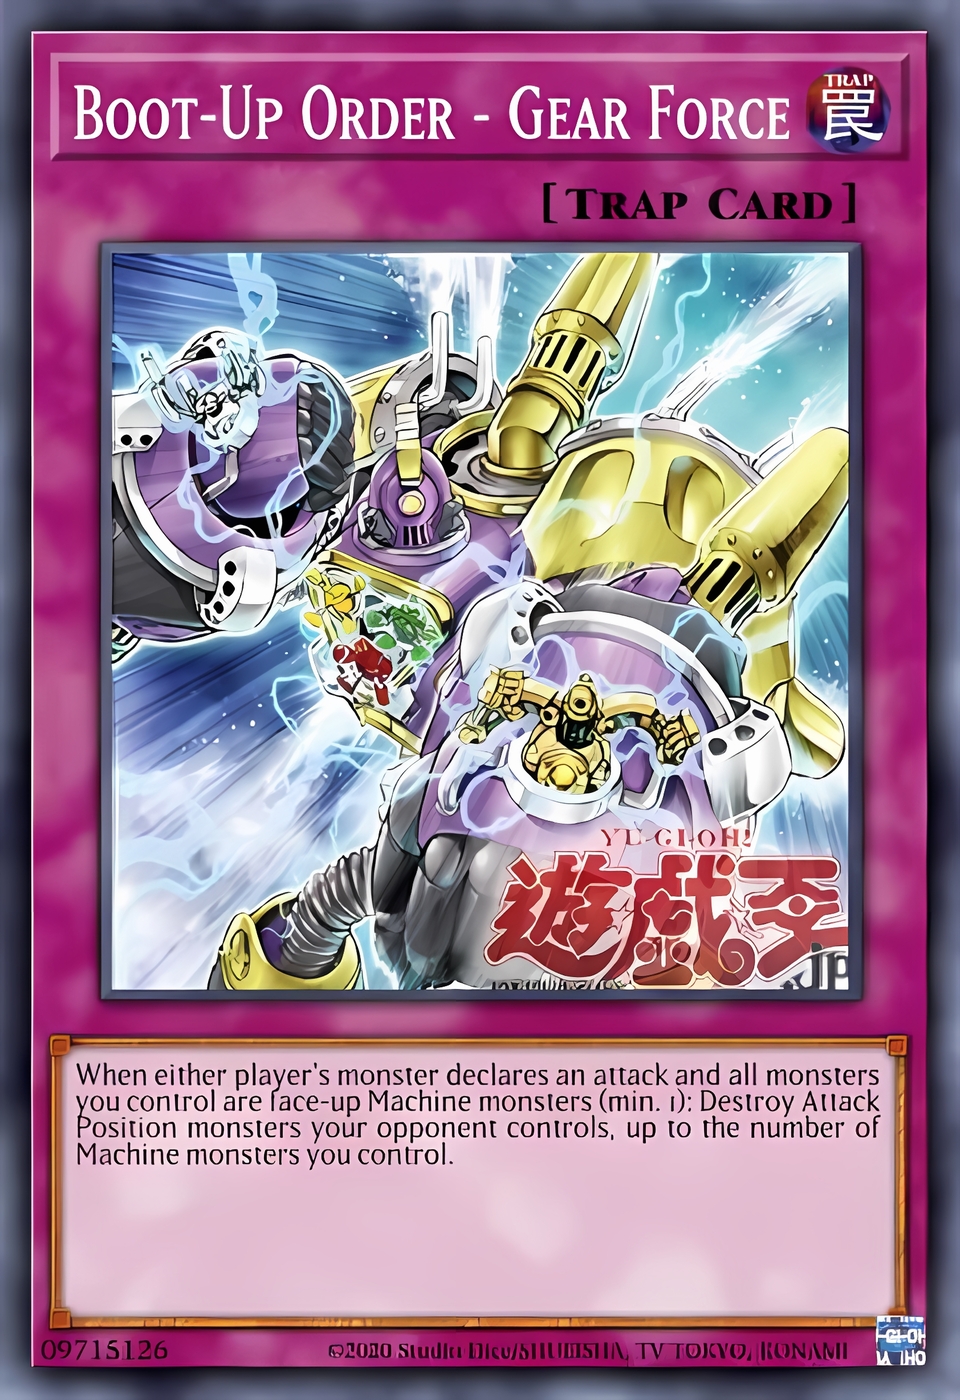 BOOT-UP ORDER - GEAR FORCE
TRAP
罠
[TRAP CARD]
YU-GI-OH!
遊戯王
.JP
When either player's monster declares an attack and all monsters
you control are face-up Machine monsters (min. 1): Destroy Attack
Position monsters your opponent controls, up to the number of
Machine monsters you control.
09715126
©2020 Studio Dice/SHUEISHA, TV TOKYO, KONAMI